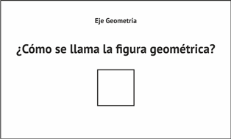 Eje Geometría
¿Cómo se llama la figura geométrica?